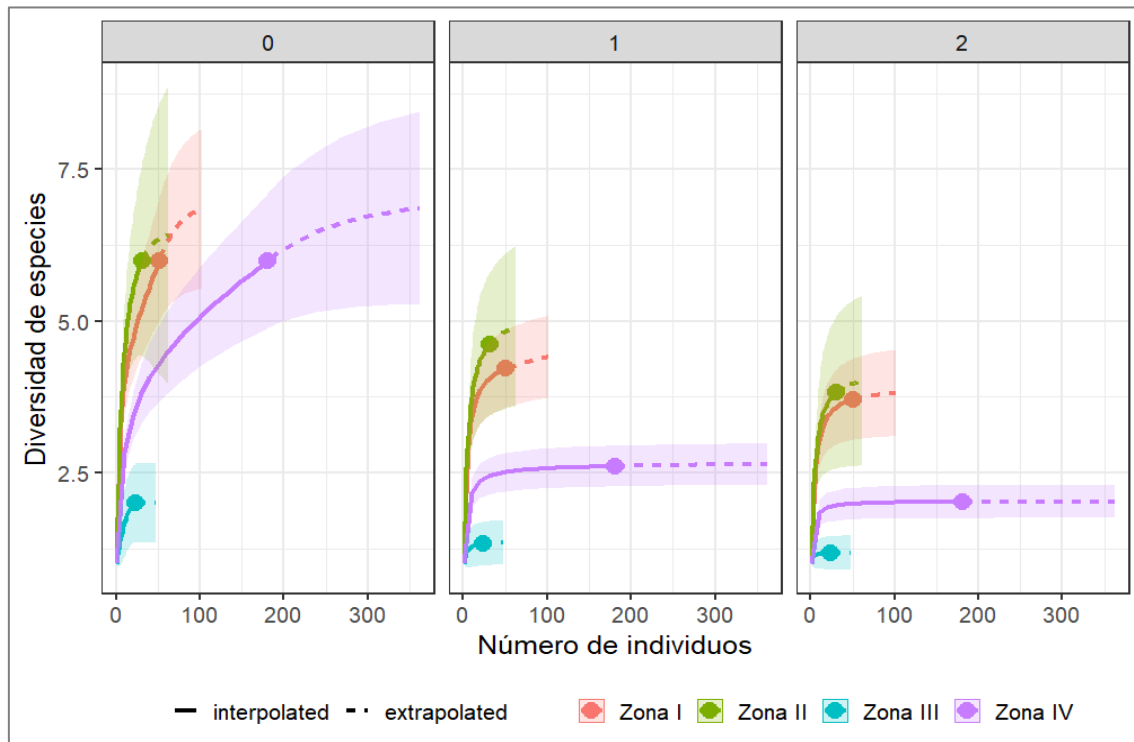 0 1 2
Diversidad de especies
7.5
5.0
2.5
0 100 200 300 0 100 200 300 0 100 200 300
Número de individuos
interpolated extrapolated Zona I Zona II Zona III Zona IV